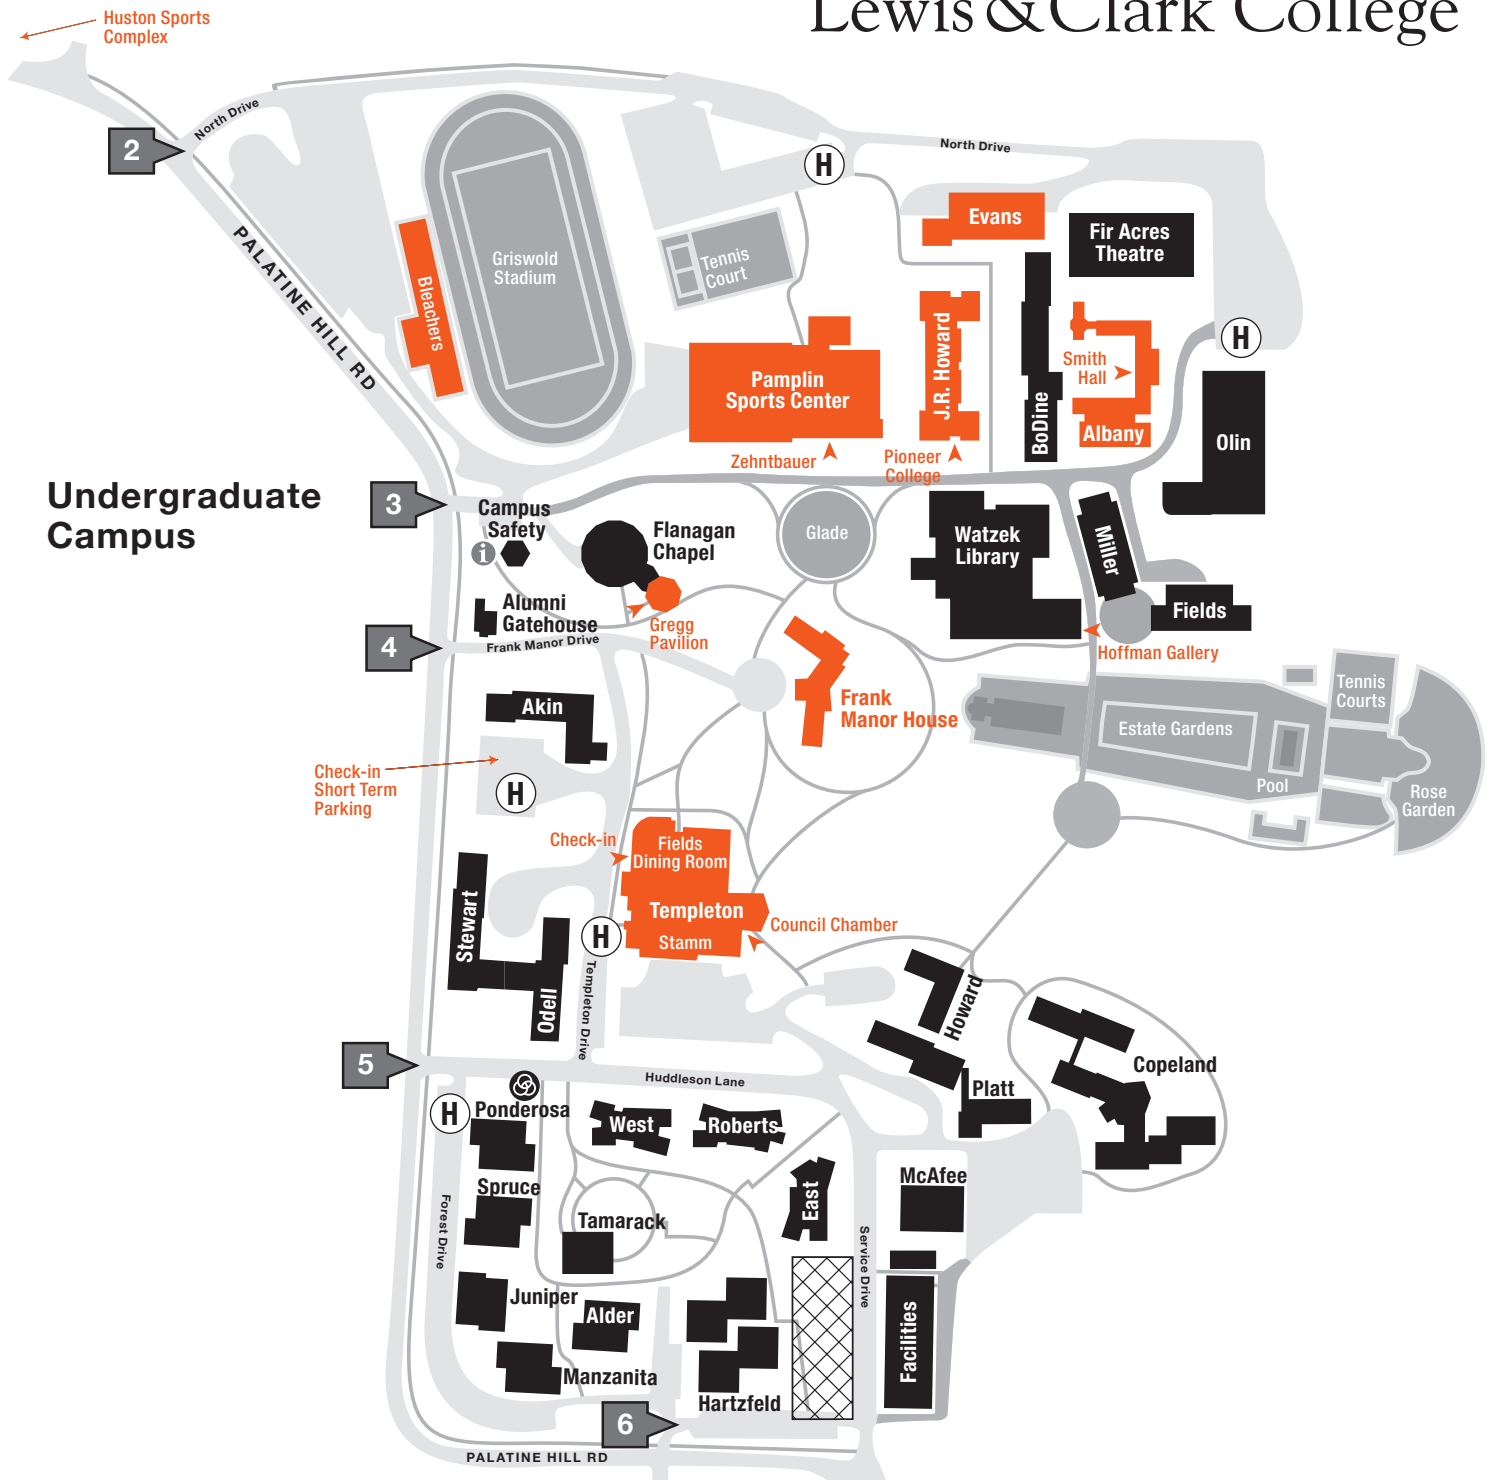 Lewis & Clark College
Huston Sports
Complex
North Drive
2
H
North Drive
Evans
Fir Acres
Theatre
PALATINE HILL RD
Griswold
Stadium
Tennis
Court
Bleachers
H
J.R. Howard
Smith
Hall
Pamplin
Sports Center
BoDine
Albany
Olin
Zehntbauer
Pioneer
College
Undergraduate
Campus
3
Campus
Safety
i
Flanagan
Chapel
Glade
Watzek
Library
Miller
Alumni
Gatehouse
Fields
4
Frank Manor Drive
Gregg
Pavilion
Hoffman Gallery
Tennis
Courts
Akin
Frank
Manor House
Estate Gardens
Pool
Rose
Garden
Check-in
Short Term
Parking
H
Check-in
Fields
Dining Room
Templeton
Stamm
Council Chamber
Stewart
H
Odell
Templeton Drive
Howard
5
Huddleson Lane
Copeland
Platt
H
Ponderosa
West
Roberts
McAfee
Spruce
East
Forest Drive
Tamarack
Service Drive
Juniper
Alder
Facilities
Manzanita
Hartzfeld
6
PALATINE HILL RD